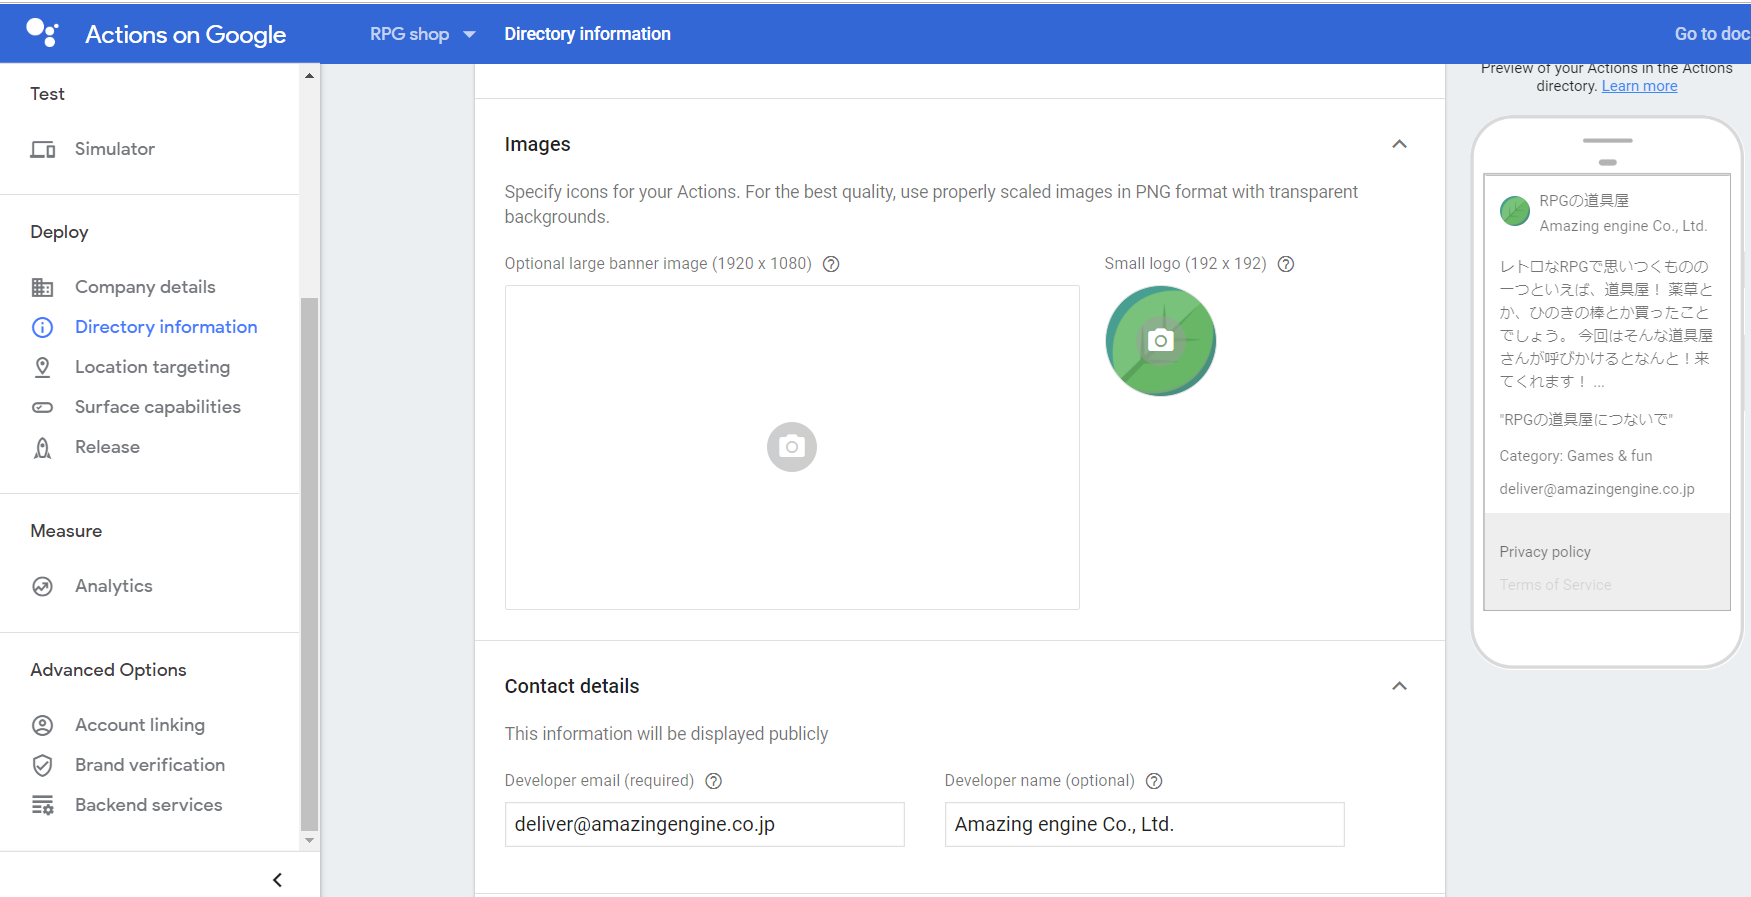 Actions on Google
RPG shop
Directory information
Go to doc
Test
Simulator
Deploy
Company details
Directory information
Location targeting
Surface capabilities
Release
Measure
Analytics
Advanced Options
Account linking
Brand verification
Backend services
Images
Specify icons for your Actions. For the best quality, use properly scaled images in PNG format with transparent
backgrounds.
Optional large banner image (1920 x 1080) ?
Small logo (192 x 192) ?
Contact details
This information will be displayed publicly
Developer email (required) ?
Developer name (optional) ?
deliver@amazingengine.co.jp
Amazing engine Co., Ltd.
Preview of your Actions in the Actions
directory. Learn more
RPGの道具屋
Amazing engine Co., Ltd.
レトロなRPGで思いつくものの
一つといえば、道具屋！ 薬草と
か、ひのきの棒とか買ったこと
でしょう。 今回はそんな道具屋
さんが呼びかけるとなんと！来
てくれます！ ...
"RPGの道具屋につないで"
Category: Games & fun
deliver@amazingengine.co.jp
Privacy policy
Terms of Service